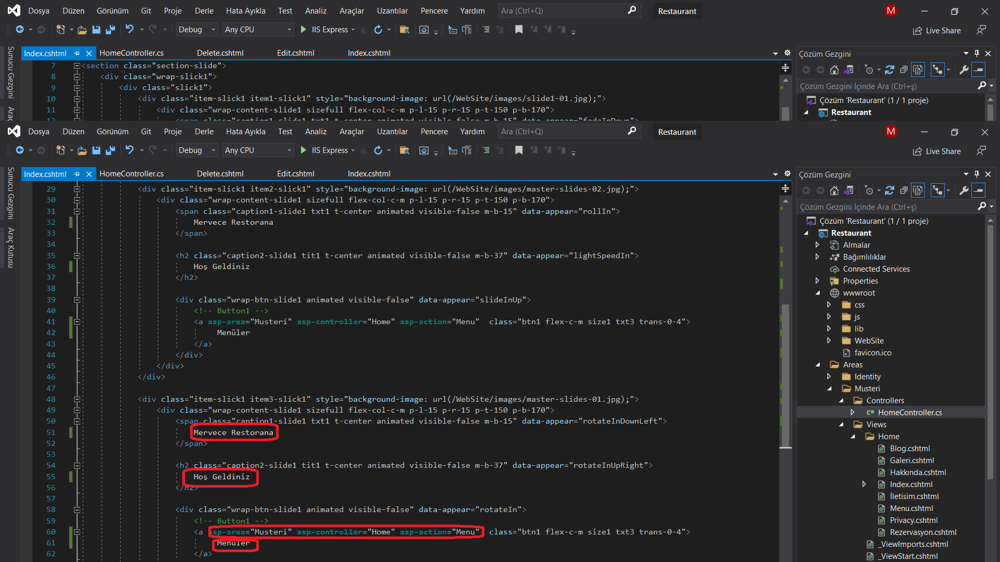 Dosya Düzen Görünüm Git Proje Derle Hata Ayıkla Test Analiz Araçlar Uzantılar Pencere Yardım Ara (Ctrl+Q) Restaurant M
Debug Any CPU IIS Express Live Share
Sunucu Gezgini
Index.cshtml HomeController.cs Delete.cshtml Edit.cshtml Index.cshtml
7 <section class="section-slide">
8 <div class="wrap-slick1">
9 <div class="slick1">
10 <div class="item-slick1 item1-slick1" style="background-image: url(/WebSite/images/slide1-01.jpg);">
11 <div class="wrap-content-slide1 sizefull flex-col-c-m p-l-15 p-r-15 p-t-150 p-b-170">
12 <span class="caption1-slide1 txt1 t-center animated visible-false m-b-15" data-appear="fadeInDown">
Çözüm Gezgini
Çözüm Gezgini İçinde Ara (Ctrl+ş)
Çözüm 'Restaurant' (1 / 1 proje)
Restaurant
Dosya Düzen Görünüm Git Proje Derle Hata Ayıkla Test Analiz Araçlar Uzantılar Pencere Yardım Ara (Ctrl+Q) Restaurant M
Debug Any CPU IIS Express Live Share
Sunucu Gezgini
Araç Kutusu
Index.cshtml HomeController.cs Delete.cshtml Edit.cshtml Index.cshtml
29 <div class="item-slick1 item2-slick1" style="background-image: url(/WebSite/images/master-slides-02.jpg);">
30 <div class="wrap-content-slide1 sizefull flex-col-c-m p-l-15 p-r-15 p-t-150 p-b-170">
31 <span class="caption1-slide1 txt1 t-center animated visible-false m-b-15" data-appear="rollIn">
32 Mervece Restorana
33 </span>
34
35 <h2 class="caption2-slide1 tit1 t-center animated visible-false m-b-37" data-appear="lightSpeedIn">
36 Hoş Geldiniz
37 </h2>
38
39 <div class="wrap-btn-slide1 animated visible-false" data-appear="slideInUp">
40 <!-- Button1 -->
41 <a asp-area="Musteri" asp-controller="Home" asp-action="Menu" class="btn1 flex-c-m size1 txt3 trans-0-4">
42 Menüler
43 </a>
44 </div>
45 </div>
46 </div>
47
48 <div class="item-slick1 item3-slick1" style="background-image: url(/WebSite/images/master-slides-01.jpg);">
49 <div class="wrap-content-slide1 sizefull flex-col-c-m p-l-15 p-r-15 p-t-150 p-b-170">
50 <span class="caption1-slide1 txt1 t-center animated visible-false m-b-15" data-appear="rotateInDownLeft">
51 Mervece Restorana
52 </span>
53
54 <h2 class="caption2-slide1 tit1 t-center animated visible-false m-b-37" data-appear="rotateInUpRight">
55 Hoş Geldiniz
56 </h2>
57
58 <div class="wrap-btn-slide1 animated visible-false" data-appear="rotateIn">
59 <!-- Button1 -->
60 <a asp-area="Musteri" asp-controller="Home" asp-action="Menu" class="btn1 flex-c-m size1 txt3 trans-0-4">
61 Menüler
62 </a>
Çözüm Gezgini
Çözüm Gezgini İçinde Ara (Ctrl+ş)
Çözüm 'Restaurant' (1 / 1 proje)
Restaurant
Almalar
Bağımlılıklar
Connected Services
Properties
wwwroot
css
js
lib
WebSite
favicon.ico
Areas
Identity
Musteri
Controllers
C# HomeController.cs
Views
Home
Blog.cshtml
Galeri.cshtml
Hakkında.cshtml
Index.cshtml
İletisim.cshtml
Menu.cshtml
Privacy.cshtml
Rezervasyon.cshtml
_ViewImports.cshtml
_ViewStart.cshtml